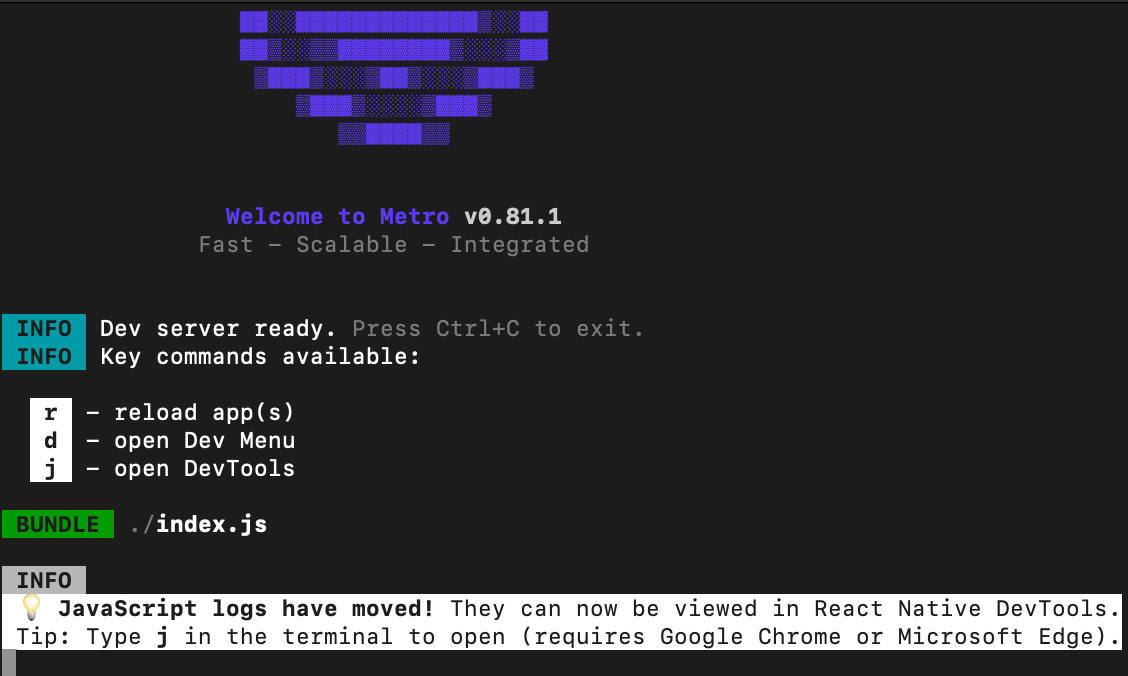 Welcome to Metro v0.81.1
Fast – Scalable – Integrated
INFO Dev server ready. Press Ctrl+C to exit.
INFO Key commands available:
r – reload app(s)
d – open Dev Menu
j – open DevTools
BUNDLE ./index.js
INFO
💡 JavaScript logs have moved! They can now be viewed in React Native DevTools.
Tip: Type j in the terminal to open (requires Google Chrome or Microsoft Edge).